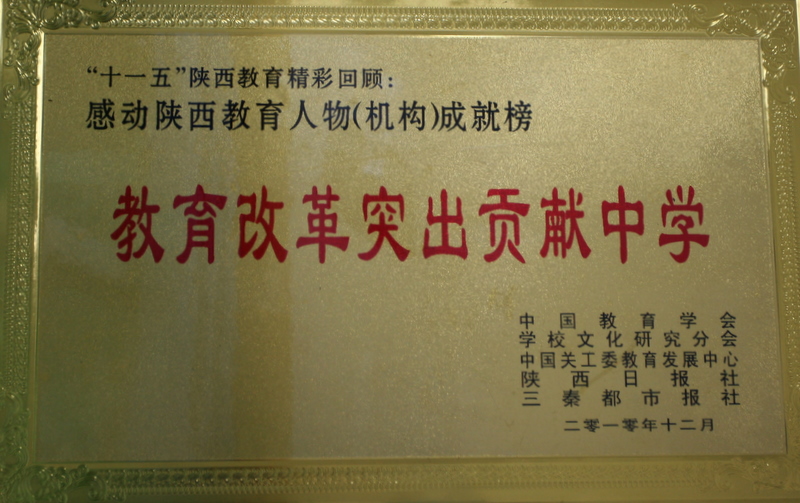 “十一五”陕西教育精彩回顾：
感动陕西教育人物(机构)成就榜
教育改革突出贡献中学
中国教育学会
学校文化研究分会
中国关工委教育发展中心
陕西日报社
三秦都市报社
二零一零年十二月